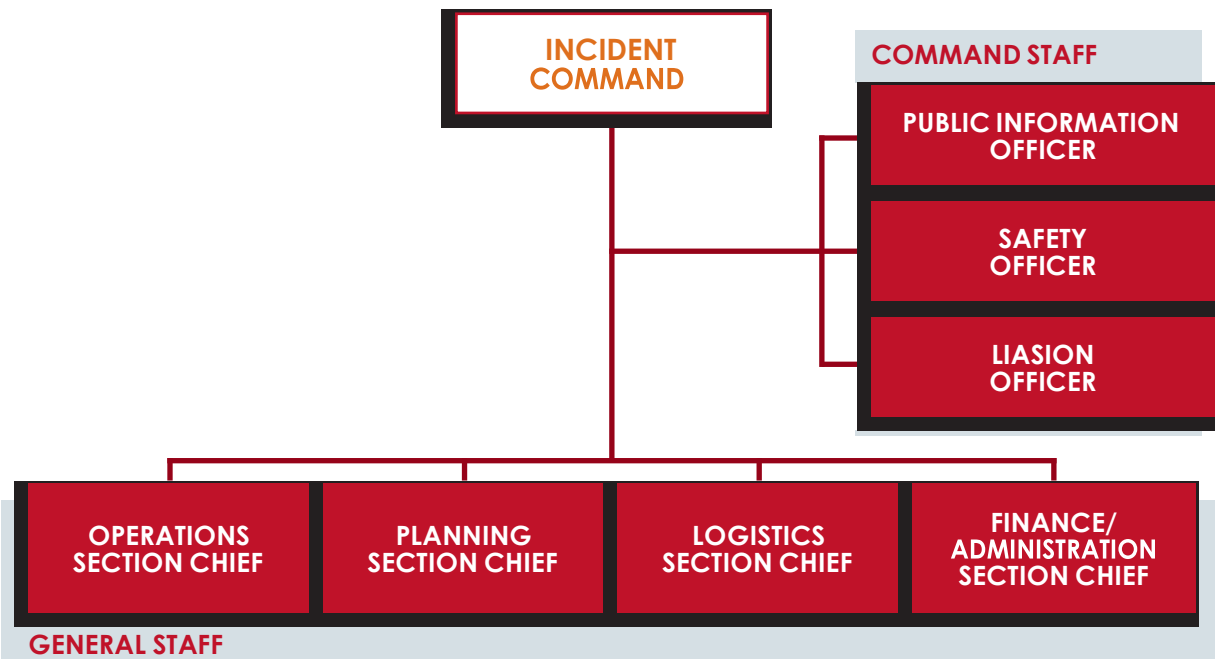 INCIDENT
COMMAND
COMMAND STAFF
PUBLIC INFORMATION
OFFICER
SAFETY
OFFICER
LIASION
OFFICER
OPERATIONS
SECTION CHIEF
PLANNING
SECTION CHIEF
LOGISTICS
SECTION CHIEF
FINANCE/
ADMINISTRATION
SECTION CHIEF
GENERAL STAFF